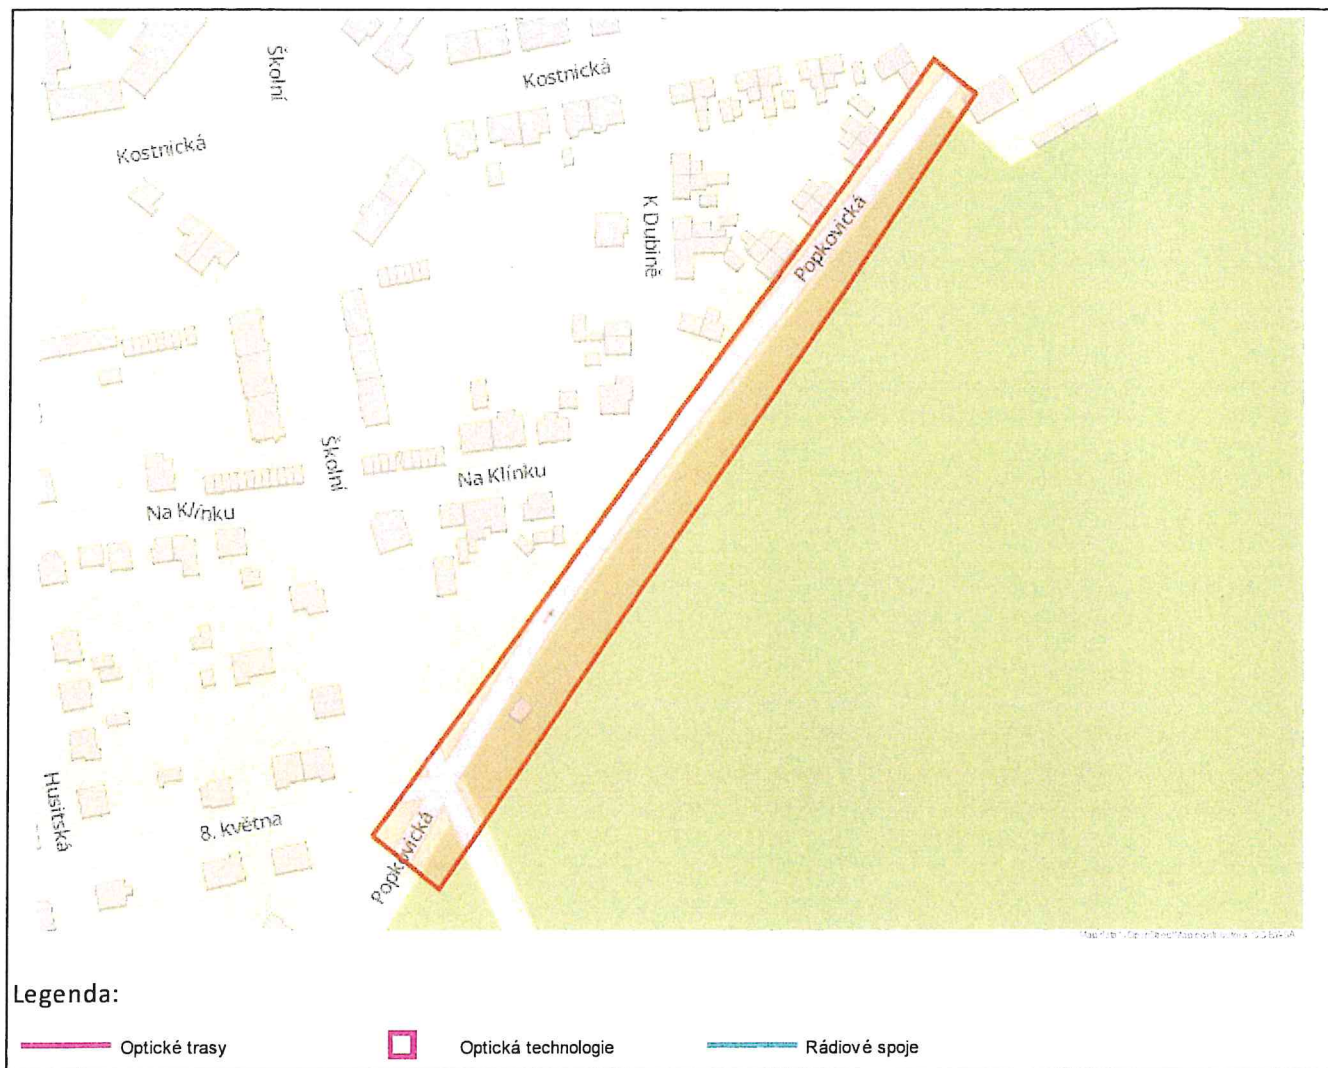 Školní
Kostnická
Kostnická
K Dubině
Popkovická
Školní
Na Klínku
Na Klínku
Husitská
8. května
Popkovická
Legenda:
Optické trasy
Optická technologie
Rádiové spoje